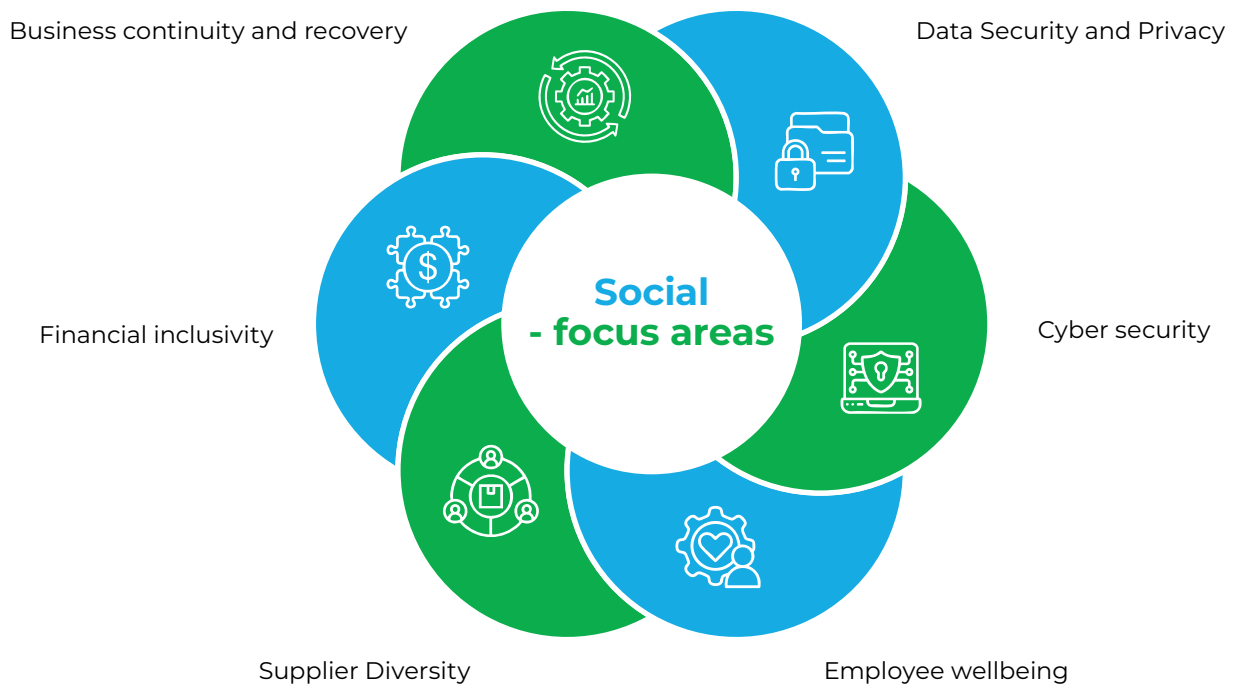 Business continuity and recovery
Data Security and Privacy
Social
- focus areas
Financial inclusivity
Cyber security
$
Supplier Diversity
Employee wellbeing